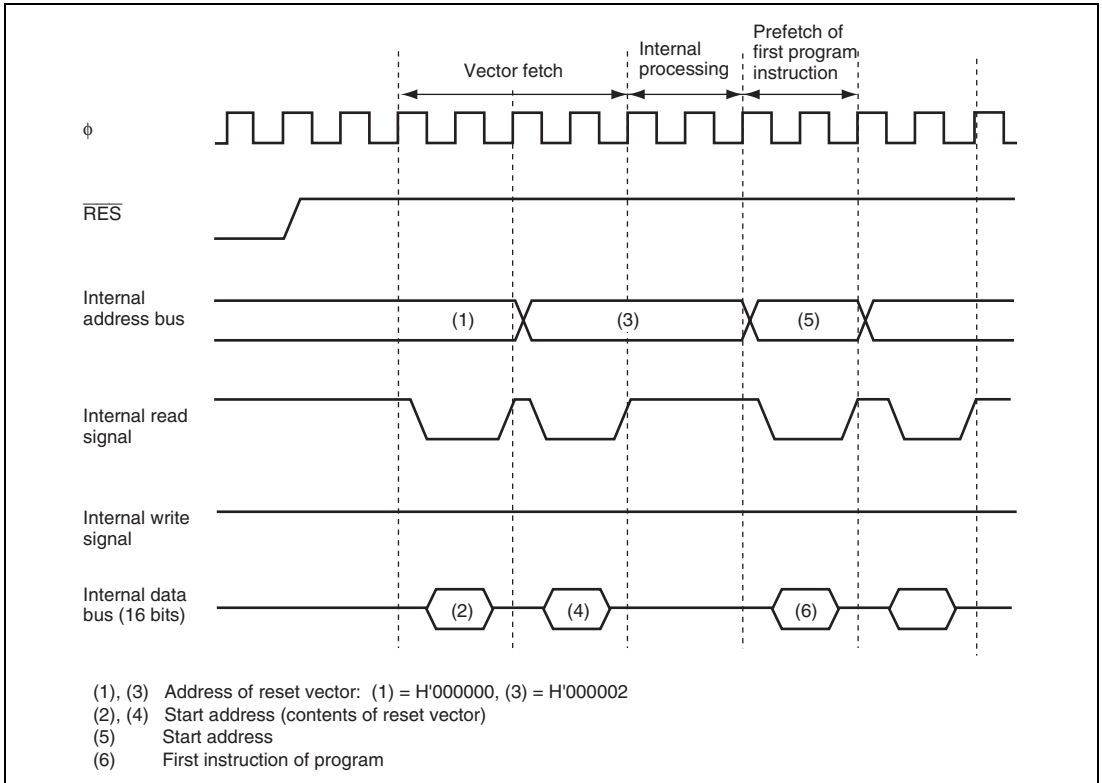 Vector fetch
Internal
processing
Prefetch of
first program
instruction
ϕ
R̅E̅S̅
Internal
address bus
(1)
(3)
(5)
Internal read
signal
Internal write
signal
Internal data
bus (16 bits)
(2)
(4)
(6)
(1), (3) Address of reset vector: (1) = H'000000, (3) = H'000002
(2), (4) Start address (contents of reset vector)
(5) Start address
(6) First instruction of program